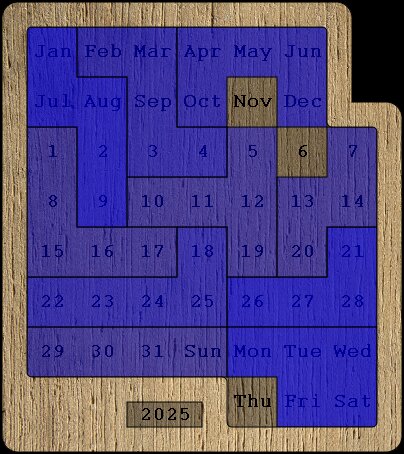 Jan Feb Mar Apr May Jun
Jul Aug Sep Oct Nov Dec
1 2 3 4 5 6 7
8 9 10 11 12 13 14
15 16 17 18 19 20 21
22 23 24 25 26 27 28
29 30 31 Sun Mon Tue Wed
Thu Fri Sat
2025